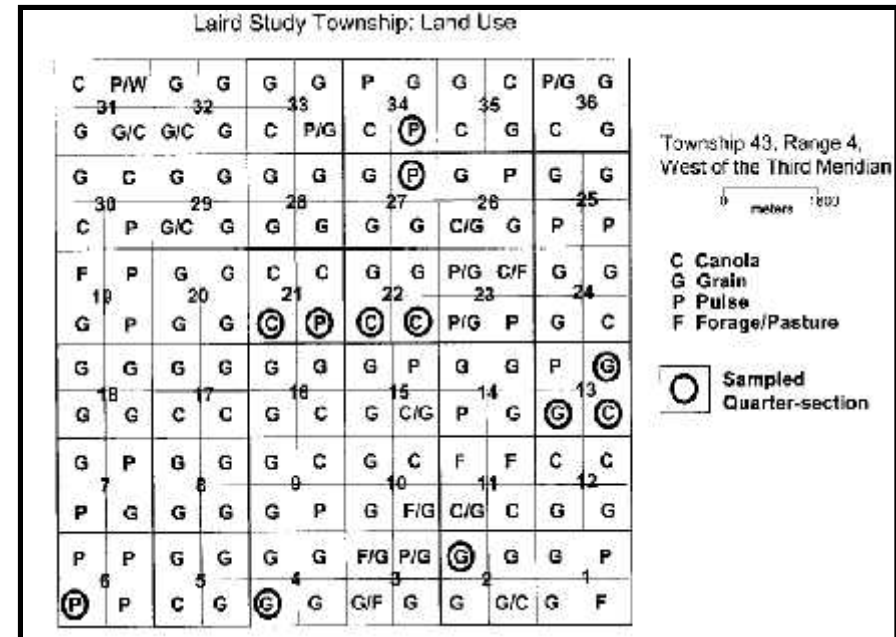 Laird Study Township: Land Use
C P/W G G G G P G G C P/G G
31 32 33 34 35 36
G G/C G/C G C P/G C P C G C G
G C G G G G G P G P G G
30 29 28 27 26 25
C P G/C G G G G G C/G G P P
F P G G C C G G P/G C/F G G
19 20 21 22 23 24
G P G G C P C C P/G P G C
G G G G G G G P G G P G
18 17 16 15 14 13
G G C C G C G C/G P G G C
G P G G G C G C F F C C
7 8 9 10 11 12
P G G G G P G F/G C/G C G G
P P G G G G F/G P/G G G G P
6 5 4 3 2 1
P P C G G G G/F G G G/C G F
Township 43, Range 4,
West of the Third Meridian
0 1600
meters
C Canola
G Grain
P Pulse
F Forage/Pasture
Sampled
Quarter-section